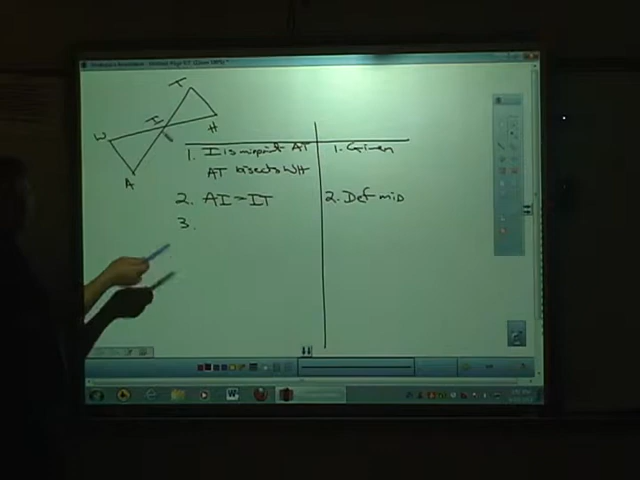 T
I
H
W
A
1. I is midpoint AT 1. Given
AT bisects WH
2. AI = IT 2. Def mid
3.